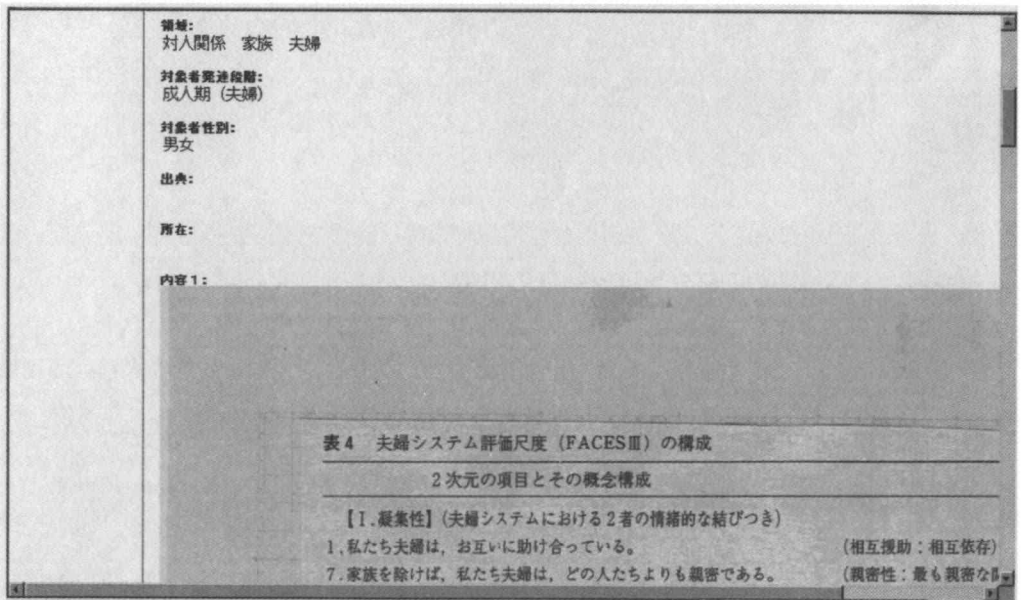 領域:
対人関係 家族 夫婦
対象者発達段階:
成人期（夫婦）
対象者性別:
男女
出典:
所在:
内容1:
表4 夫婦システム評価尺度（FACESⅢ）の構成
2次元の項目とその概念構成
【Ⅰ.凝集性】（夫婦システムにおける2者の情緒的な結びつき）
1.私たち夫婦は，お互いに助け合っている。 （相互援助：相互依存）
7.家族を除けば，私たち夫婦は，どの人たちよりも親密である。 （親密性：最も親密な